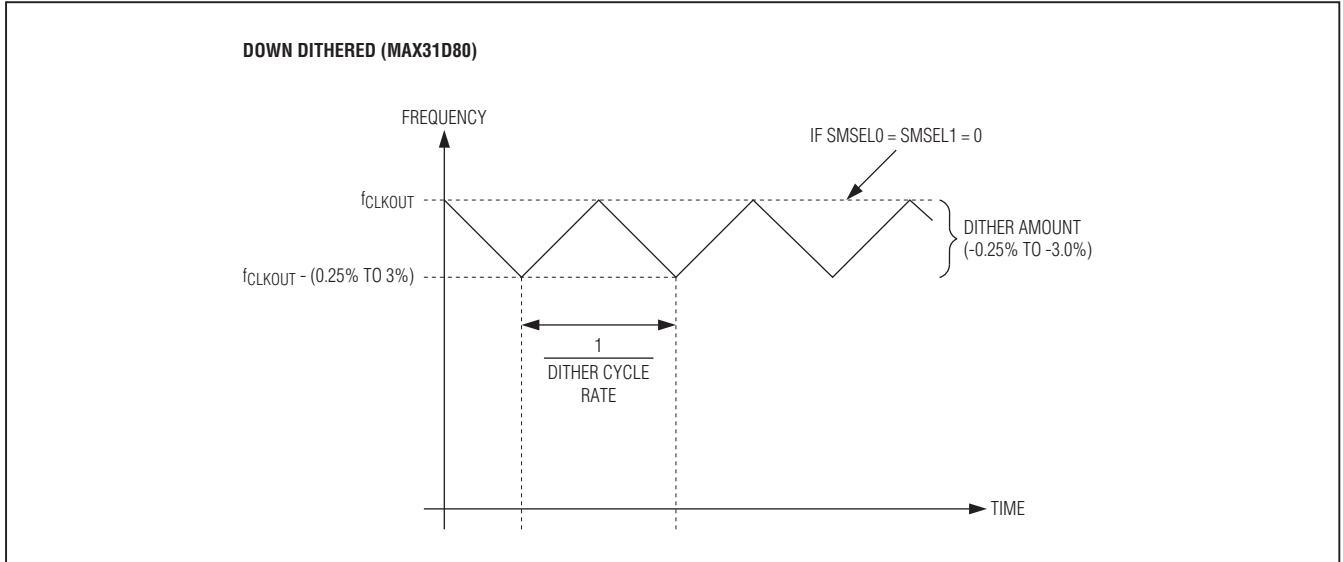 DOWN DITHERED (MAX31D80)
FREQUENCY
IF SMSEL0 = SMSEL1 = 0
fCLKOUT
DITHER AMOUNT
(-0.25% TO -3.0%)
fCLKOUT - (0.25% TO 3%)
1
DITHER CYCLE
RATE
TIME